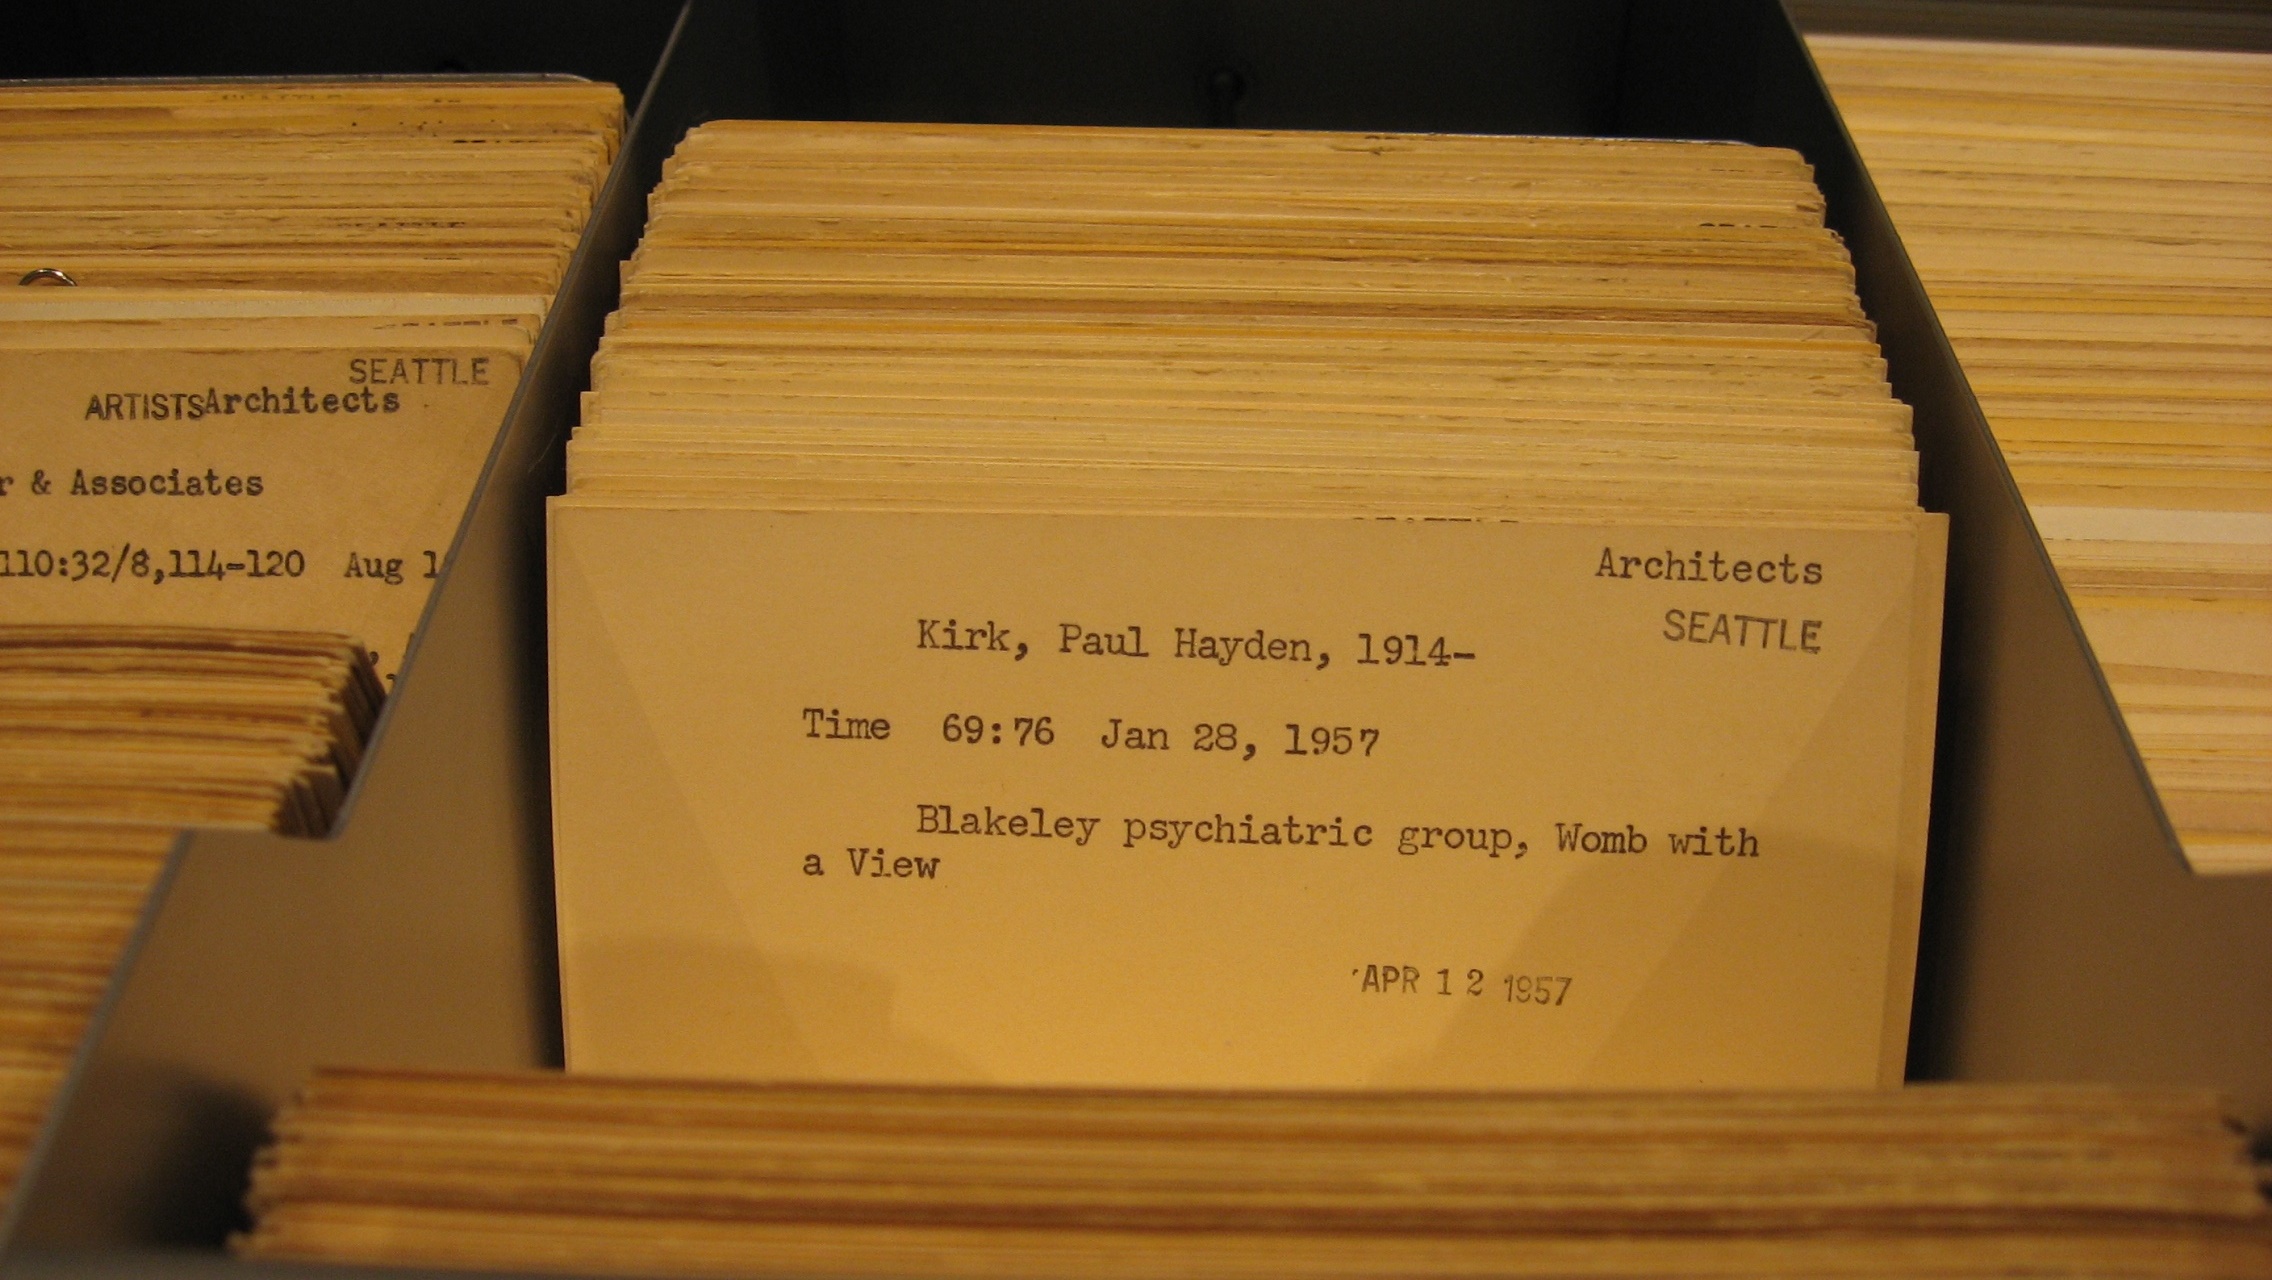 SEATTLE
ARTISTSArchitects
r & Associates
110:32/8,114-120 Aug
Architects
SEATTLE
Kirk, Paul Hayden, 1914-
Time 69:76 Jan 28, 1957
Blakeley psychiatric group, Womb with
a View
APR 12 1957